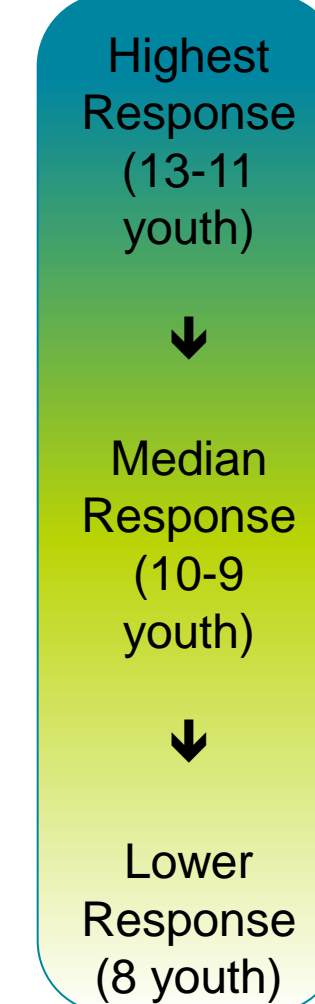 Highest
Response
(13-11
youth)
↓
Median
Response
(10-9
youth)
↓
Lower
Response
(8 youth)